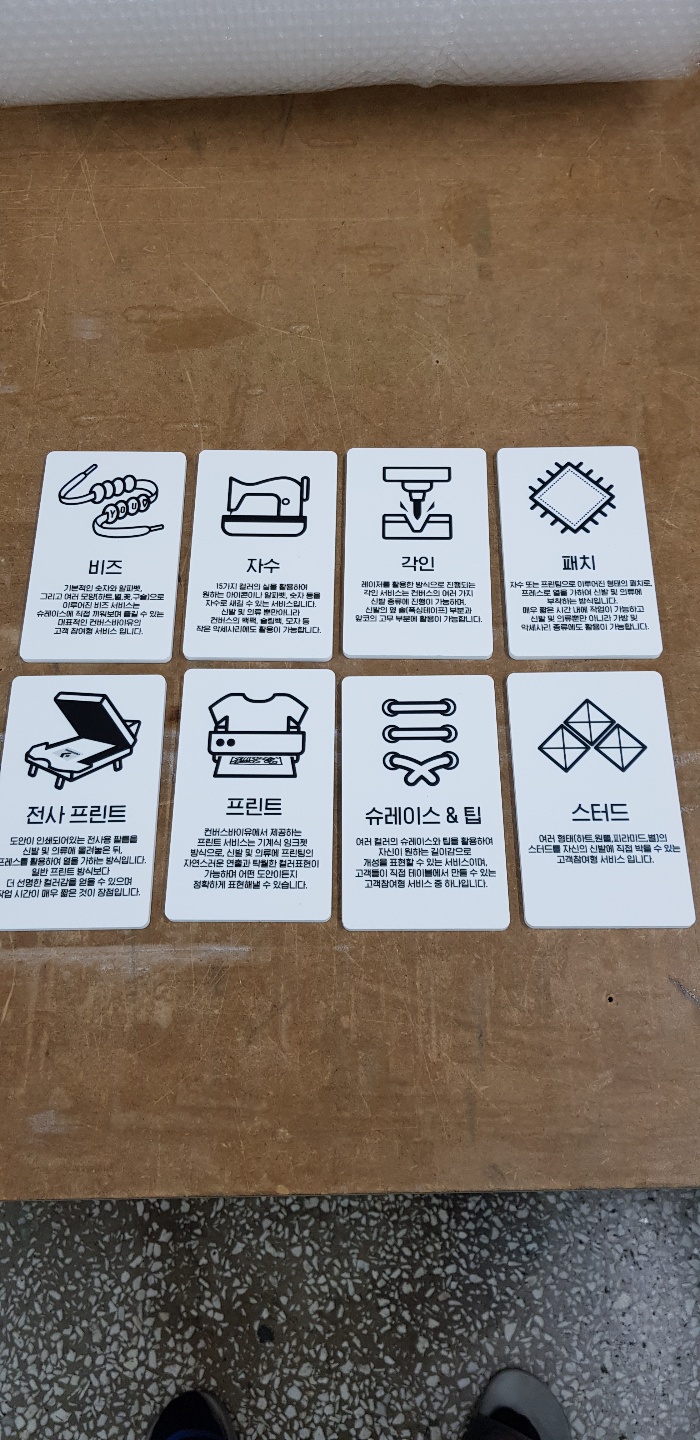 YOU
비즈
기본적인 숫자와 알파벳,
그리고 여러 모양(하트,별,꽃,구슬)으로
이루어진 비즈 서비스는
슈레이스에 직접 끼워보며 즐길 수 있는
대표적인 컨버스바이유의
고객 참여형 서비스 입니다.
자수
15가지 컬러의 실을 활용하여
원하는 아이콘이나 알파벳, 숫자 등을
자수로 새길 수 있는 서비스입니다.
신발 및 의류 뿐만아니라
컨버스의 백팩, 슬링백, 모자 등
작은 악세사리에도 활용이 가능합니다.
각인
레이저를 활용한 방식으로 진행되는
각인 서비스는 컨버스의 여러 가지
신발 종류에 진행이 가능하며,
신발의 옆 솔(폭싱테이프) 부분과
앞코의 고무 부분에 활용이 가능합니다.
패치
자수 또는 프린팅으로 이루어진 형태의 패치로,
프레스로 열을 가하여 신발 및 의류에
부착하는 방식입니다.
매우 짧은 시간 내에 작업이 가능하고
신발 및 의류뿐만 아니라 가방 및
악세사리 종류에도 활용이 가능합니다.
전사 프린트
도안이 인쇄되어있는 전사용 필름을
신발 및 의류에 올려놓은 뒤,
프레스를 활용하여 열을 가하는 방식입니다.
일반 프린트 방식보다
더 선명한 컬러감을 얻을 수 있으며
작업 시간이 매우 짧은 것이 장점입니다.
프린트
컨버스바이유에서 제공하는
프린트 서비스는 기계식 잉크젯
방식으로, 신발 및 의류에 프린팅의
자연스러운 연출과 탁월한 컬러표현이
가능하며 어떤 도안이든지
정확하게 표현해낼 수 있습니다.
슈레이스 & 팁
여러 컬러의 슈레이스와 팁을 활용하여
자신이 원하는 길이감으로
개성을 표현할 수 있는 서비스이며,
고객들이 직접 테이블에서 만들 수 있는
고객참여형 서비스 중 하나입니다.
스터드
여러 형태(하트,원뿔,피라미드,별)의
스터드를 자신의 신발에 직접 박을 수 있는
고객참여형 서비스 입니다.